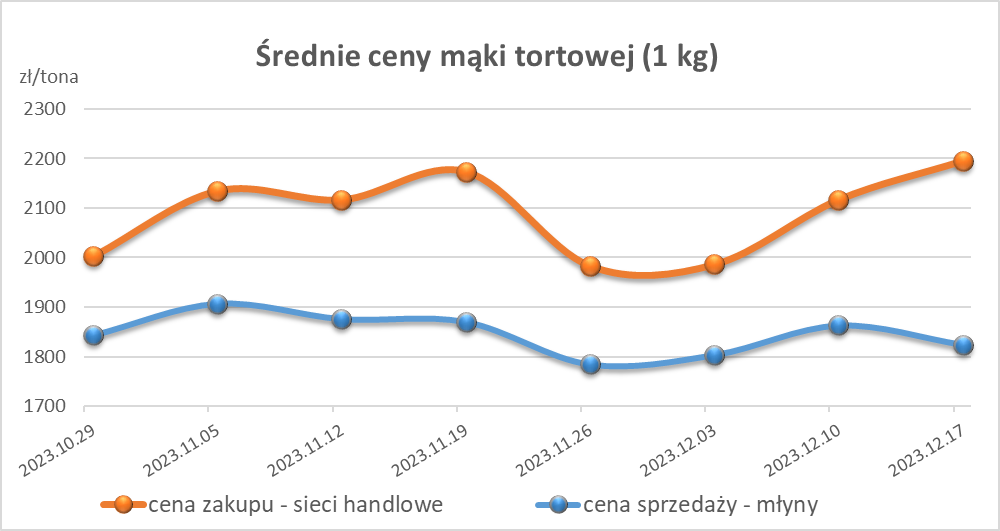 Średnie ceny mąki tortowej (1 kg)
zł/tona
2300
2200
2100
2000
1900
1800
1700
2023.10.29 2023.11.05 2023.11.12 2023.11.19 2023.11.26 2023.12.03 2023.12.10 2023.12.17
cena zakupu - sieci handlowe cena sprzedaży - młyny